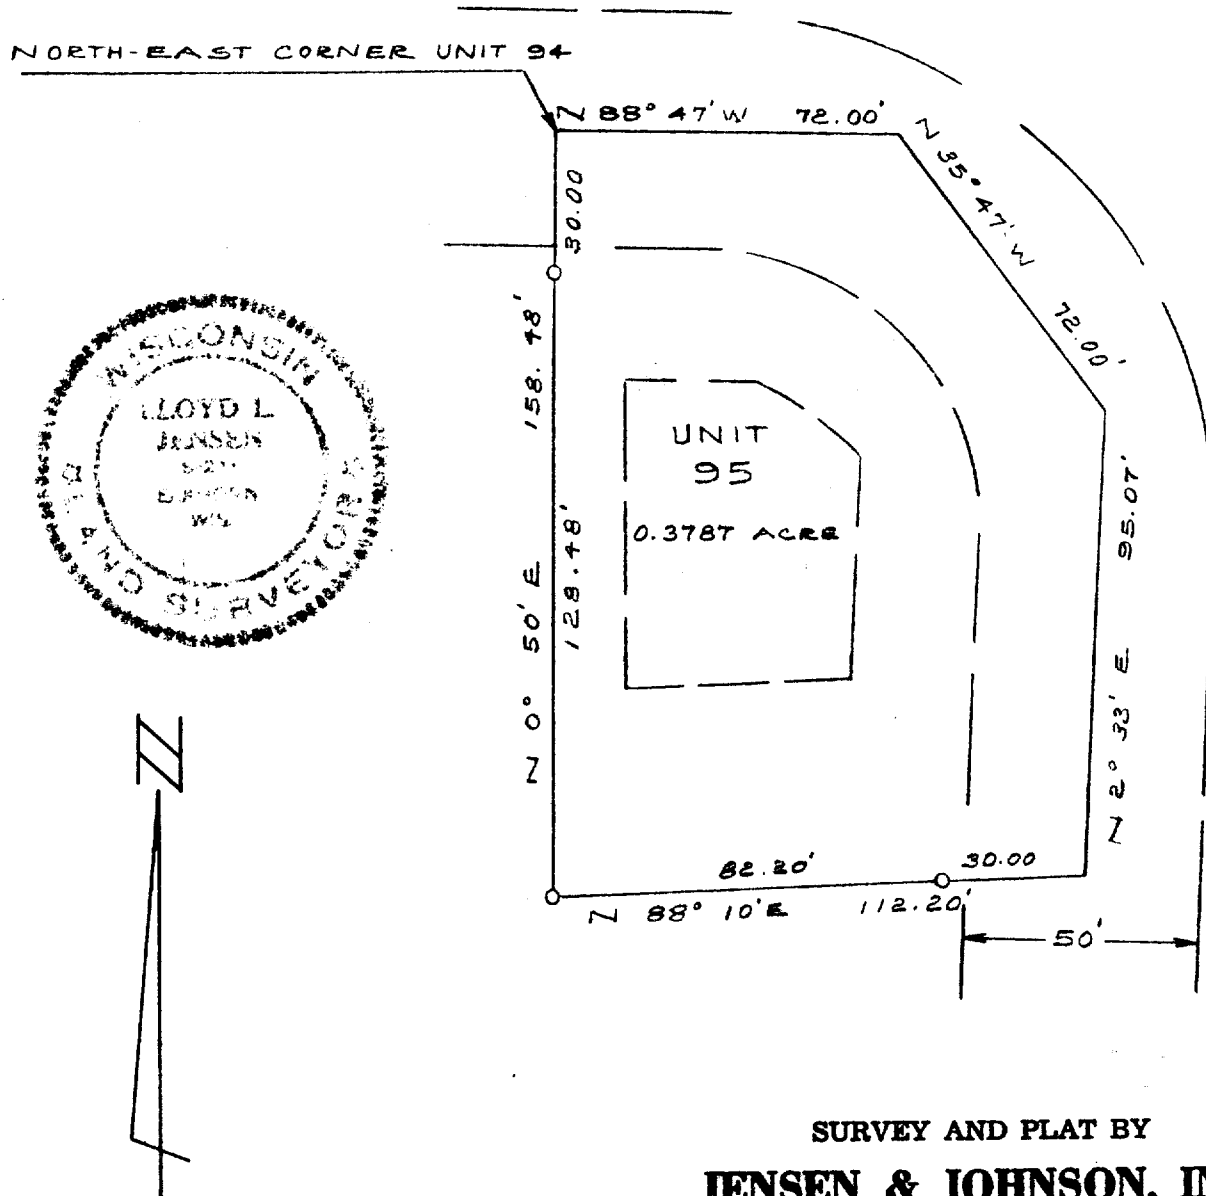 NORTH-EAST CORNER UNIT 94
N 88° 47' W 72.00'
N 35° 47' W 72.00'
30.00
158.48'
N 0° 50' E
128.48'
UNIT
95
0.3787 ACRE
95.07'
N 2° 33' E
82.20'
30.00
N 88° 10' E 112.20'
50'
WISCONSIN
LLOYD L.
JENSEN
WIS.
LAND SURVEYOR
N
SURVEY AND PLAT BY
JENSEN & JOHNSON, IN